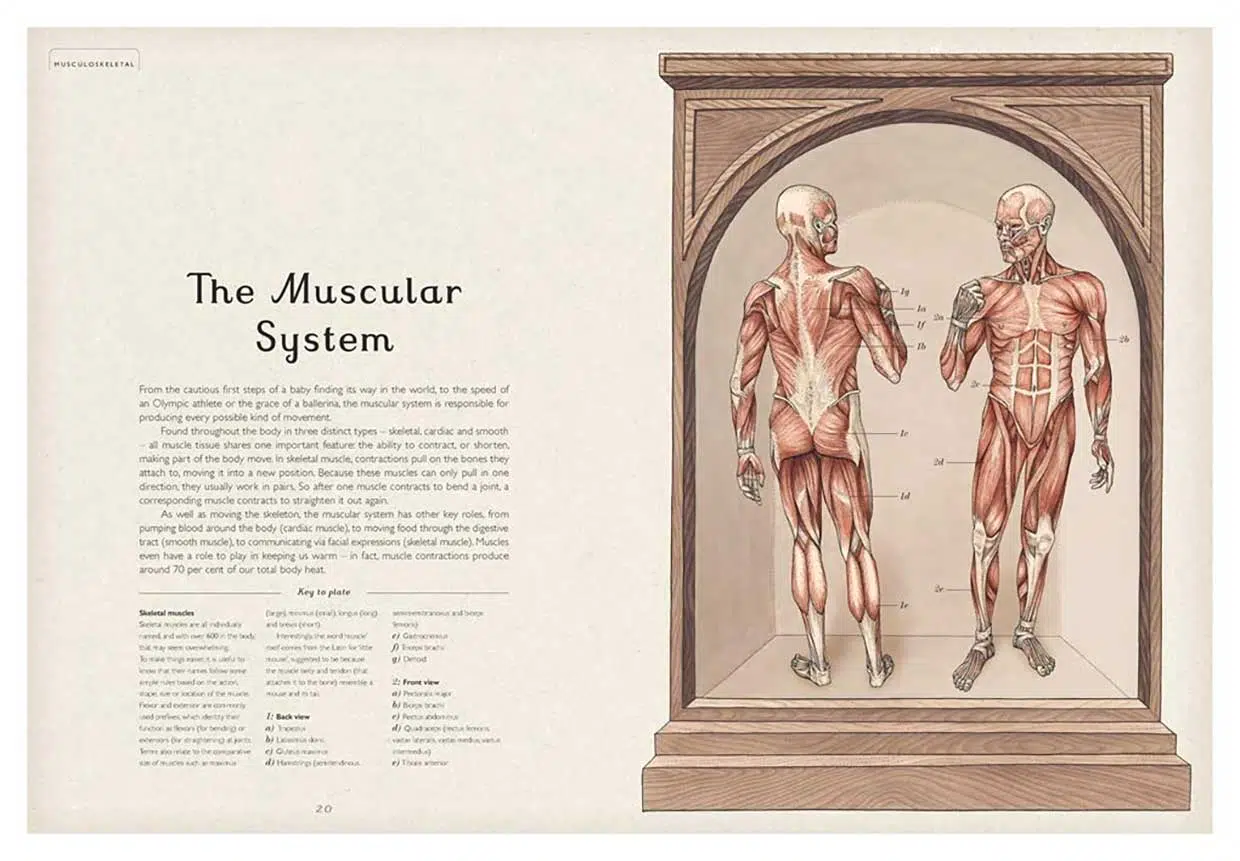 MUSCULOSKELETAL
The Muscular
System
From the cautious first steps of a baby finding its way in the world, to the speed of
an Olympic athlete or the grace of a ballerina, the muscular system is responsible for
producing every possible kind of movement.
Found throughout the body in three distinct types – skeletal, cardiac and smooth
– all muscle tissue shares one important feature: the ability to contract, or shorten,
making part of the body move. In skeletal muscle, contractions pull on the bones they
attach to, moving it into a new position. Because these muscles can only pull in one
direction, they usually work in pairs. So after one muscle contracts to bend a joint, a
corresponding muscle contracts to straighten it out again.
As well as moving the skeleton, the muscular system has other key roles, from
pumping blood around the body (cardiac muscle), to moving food through the digestive
tract (smooth muscle), to communicating via facial expressions (skeletal muscle). Muscles
even have a role to play in keeping us warm – in fact, muscle contractions produce
around 70 per cent of our total body heat.
Key to plate
Skeletal muscles
Skeletal muscles are all individually
named, and with over 600 in the body,
that may seem overwhelming.
To make things easier, it is useful to
know that their names follow some
simple rules based on the action,
shape, size or location of the muscle.
Flexor and extensor are commonly
used prefixes, which identify their
function as flexors (for bending) or
extensors (for straightening) at joints.
Terms also relate to the comparative
size of muscles such as maximus
(large), minimus (small), longus (long)
and brevis (short).
Interestingly, the word 'muscle'
itself comes from the Latin for 'little
mouse', suggested to be because
the muscle belly and tendon (that
attaches it to the bone) resemble a
mouse and its tail.
1: Back view
a) Trapezius
b) Latissimus dorsi
c) Gluteus maximus
d) Hamstrings (semitendinosus,
semimembranosus and biceps
femoris)
e) Gastrocnemius
f) Triceps brachii
g) Deltoid
2: Front view
a) Pectoralis major
b) Biceps brachii
c) Rectus abdominus
d) Quadriceps (rectus femoris,
vastus lateralis, vastus medius, vastus
intermedius)
e) Tibialis anterior
20
1g
1a
1f
1b
1c
1d
1e
2a
2b
2c
2d
2e